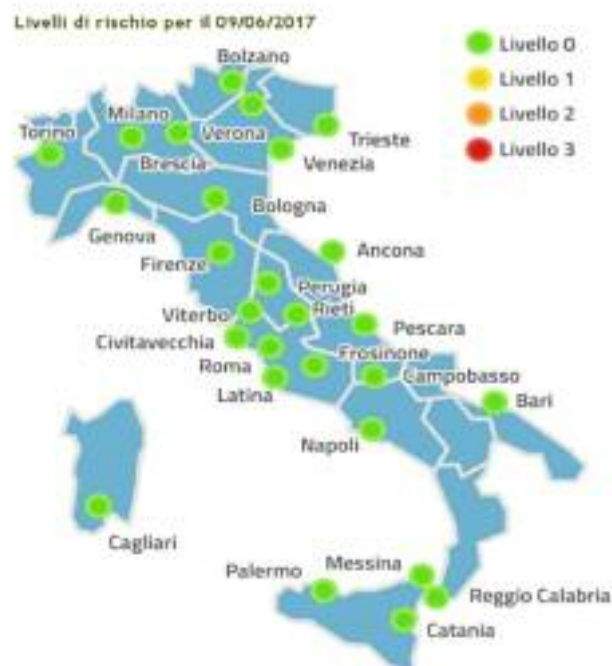 Livelli di rischio per il 09/06/2017
Livello 0
Livello 1
Livello 2
Livello 3
Bolzano
Milano
Torino
Verona
Trieste
Brescia
Venezia
Bologna
Genova
Firenze
Ancona
Perugia
Viterbo
Rieti
Pescara
Civitavecchia
Frosinone
Roma
Campobasso
Latina
Bari
Napoli
Cagliari
Messina
Palermo
Reggio Calabria
Catania